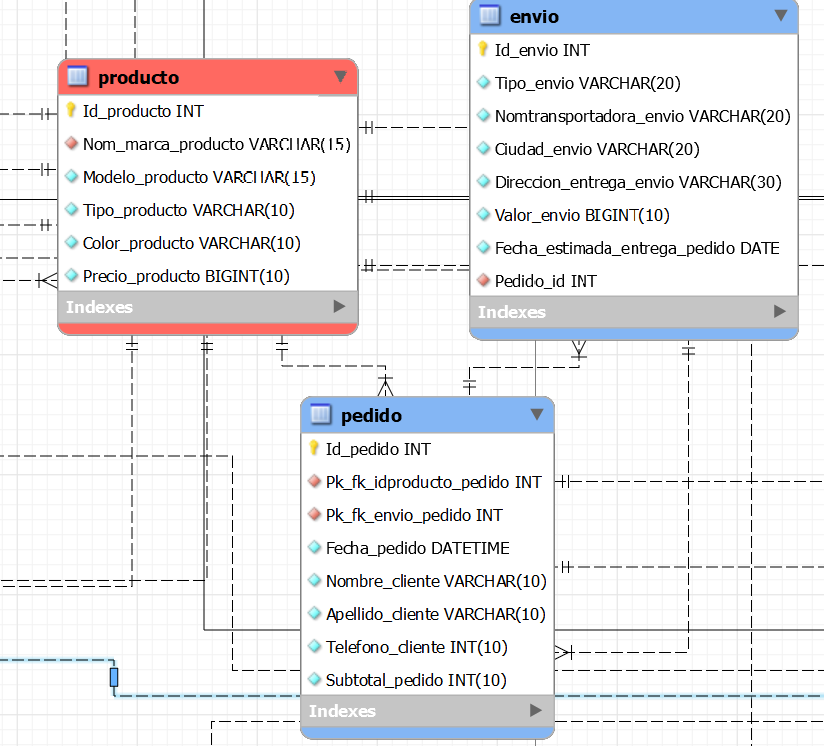 producto
Id_producto INT
Nom_marca_producto VARCHAR(15)
Modelo_producto VARCHAR(15)
Tipo_producto VARCHAR(10)
Color_producto VARCHAR(10)
Precio_producto BIGINT(10)
Indexes
envio
Id_envio INT
Tipo_envio VARCHAR(20)
Nomtransportadora_envio VARCHAR(20)
Ciudad_envio VARCHAR(20)
Direccion_entrega_envio VARCHAR(30)
Valor_envio BIGINT(10)
Fecha_estimada_entrega_pedido DATE
Pedido_id INT
Indexes
pedido
Id_pedido INT
Pk_fk_idproducto_pedido INT
Pk_fk_envio_pedido INT
Fecha_pedido DATETIME
Nombre_cliente VARCHAR(10)
Apellido_cliente VARCHAR(10)
Telefono_cliente INT(10)
Subtotal_pedido INT(10)
Indexes